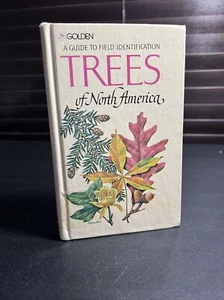 GOLDEN
A GUIDE TO FIELD IDENTIFICATION
TREES
of North America